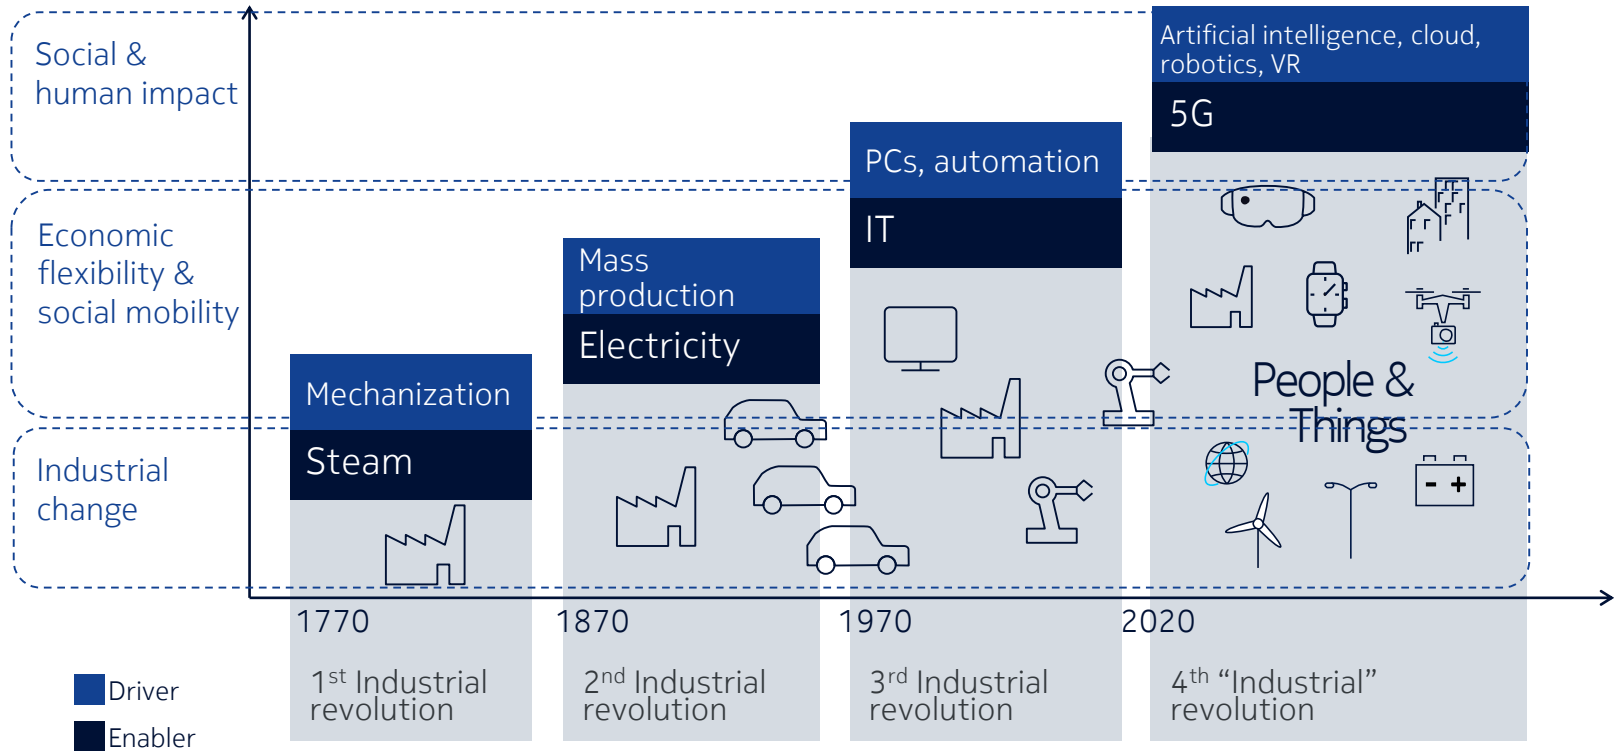 Social &
human impact
Economic
flexibility &
social mobility
Industrial
change
Mechanization
Steam
Mass
production
Electricity
PCs, automation
IT
Artificial intelligence, cloud,
robotics, VR
5G
People &
Things
1770
1870
1970
2020
1st Industrial
revolution
2nd Industrial
revolution
3rd Industrial
revolution
4th “Industrial”
revolution
Driver
Enabler